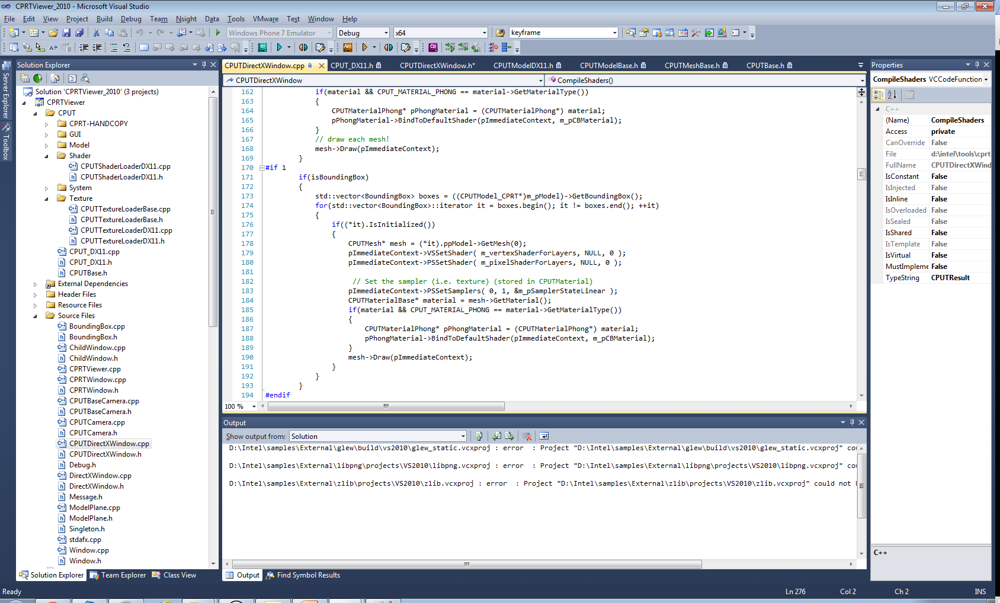 CPRTViewer_2010 - Microsoft Visual Studio
File Edit View Project Build Debug Team Nsight Data Tools VMware Test Window Help
Windows Phone 7 Emulator Debug x64 keyframe
Server Explorer
Toolbox
Solution Explorer
Solution 'CPRTViewer_2010' (3 projects)
CPRTViewer
CPUT
CPRT-HANDCOPY
GUI
Model
Shader
CPUTShaderLoaderDX11.cpp
CPUTShaderLoaderDX11.h
System
Texture
CPUTTextureLoaderBase.cpp
CPUTTextureLoaderBase.h
CPUTTextureLoaderDX11.cpp
CPUTTextureLoaderDX11.h
CPUT_DX11.cpp
CPUT_DX11.h
CPUTBase.h
External Dependencies
Header Files
Resource Files
Source Files
BoundingBox.cpp
BoundingBox.h
ChildWindow.cpp
ChildWindow.h
CPRTViewer.cpp
CPRTWindow.cpp
CPRTWindow.h
CPUTBaseCamera.cpp
CPUTBaseCamera.h
CPUTCamera.cpp
CPUTCamera.h
CPUTDirectXWindow.cpp
CPUTDirectXWindow.h
Debug.h
DirectXWindow.cpp
DirectXWindow.h
Message.h
ModelPlane.cpp
ModelPlane.h
Singleton.h
stdafx.cpp
Window.cpp
Window.h
Solution Explorer Team Explorer Class View
CPUTDirectXWindow.cpp CPUT_DX11.h CPUTDirectXWindow.h* CPUTModelDX11.h CPUTModelBase.h CPUTMeshBase.h CPUTBase.h
CPUTDirectXWindow CompileShaders()
162 if(material && CPUT_MATERIAL_PHONG == material->GetMaterialType())
163 {
164 CPUTMaterialPhong* pPhongMaterial = (CPUTMaterialPhong*) material;
165 pPhongMaterial->BindToDefaultShader(pImmediateContext, m_pCBMaterial);
166 }
167 // draw each mesh!
168 mesh->Draw(pImmediateContext);
169 }
170 #if 1
171 if(isBoundingBox)
172 {
173 std::vector<BoundingBox> boxes = ((CPUTModel_CPRT*)m_pModel)->GetBoundingBox();
174 for(std::vector<BoundingBox>::iterator it = boxes.begin(); it != boxes.end(); ++it)
175 {
176 if((*it).IsInitialized())
177 {
178 CPUTMesh* mesh = (*it).ppModel->GetMesh(0);
179 pImmediateContext->VSSetShader( m_vertexShaderForLayers, NULL, 0 );
180 pImmediateContext->PSSetShader( m_pixelShaderForLayers, NULL, 0 );
181
182 // Set the sampler (i.e. texture) (stored in CPUTMaterial)
183 pImmediateContext->PSSetSamplers( 0, 1, &m_pSamplerStateLinear );
184 CPUTMaterialBase* material = mesh->GetMaterial();
185 if(material && CPUT_MATERIAL_PHONG == material->GetMaterialType())
186 {
187 CPUTMaterialPhong* pPhongMaterial = (CPUTMaterialPhong*) material;
188 pPhongMaterial->BindToDefaultShader(pImmediateContext, m_pCBMaterial);
189 }
190 mesh->Draw(pImmediateContext);
191 }
192 }
193 }
194 #endif
100 %
Output
Show output from: Solution
D:\Intel\samples\External\glew\build\vs2010\glew_static.vcxproj : error  : Project "D:\Intel\samples\External\glew\build\vs2010\glew_static.vcxproj" cou
D:\Intel\samples\External\libpng\projects\VS2010\libpng.vcxproj : error  : Project "D:\Intel\samples\External\libpng\projects\VS2010\libpng.vcxproj" cou
D:\Intel\samples\External\zlib\projects\VS2010\zlib.vcxproj : error  : Project "D:\Intel\samples\External\zlib\projects\VS2010\zlib.vcxproj" could not
Output Find Symbol Results
Properties
CompileShaders VCCodeFunction
C++
(Name) CompileShaders
Access private
CanOverride False
File d:\intel\tools\cprt
FullName CPUTDirectXWind
IsConstant False
IsInjected False
IsInline False
IsOverloaded False
IsSealed False
IsShared False
IsTemplate False
IsVirtual False
MustImpleme False
TypeString CPUTResult
C++
Ready Ln 276 Col 2 Ch 2 INS